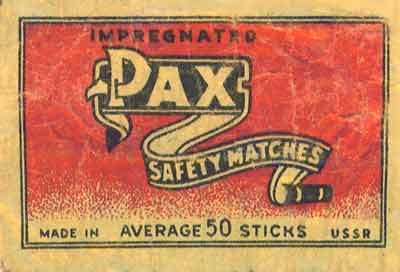 IMPREGNATED
PAX
SAFETY MATCHES
MADE IN AVERAGE 50 STICKS USSR